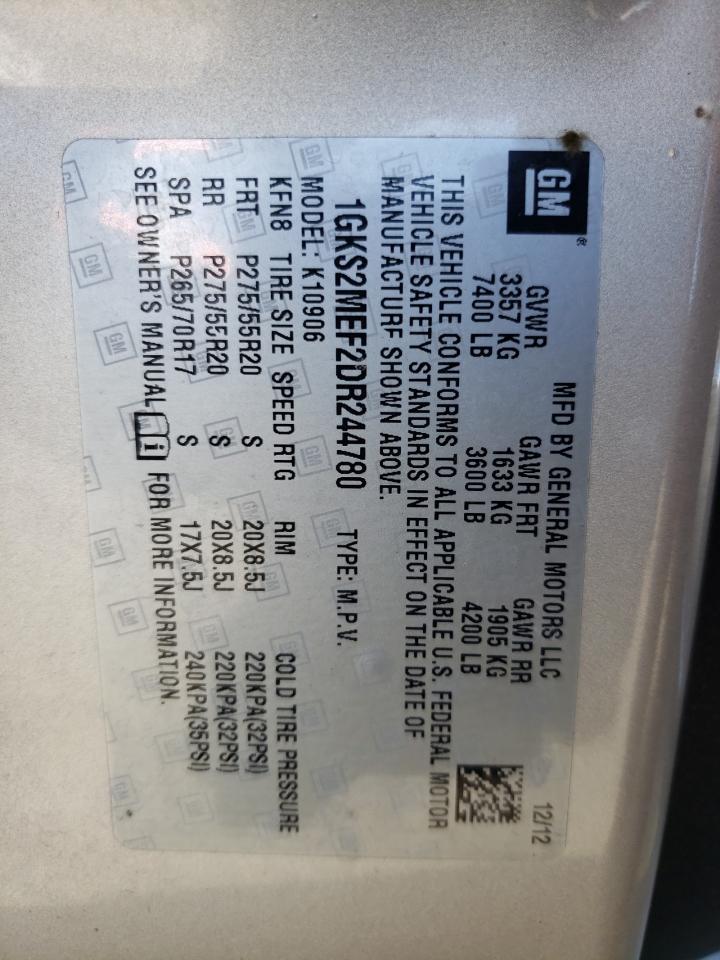 GM®
MFD BY GENERAL MOTORS LLC 12/12
GVWR GAWR FRT GAWR RR
3357 KG 1633 KG 1905 KG
7400 LB 3600 LB 4200 LB
THIS VEHICLE CONFORMS TO ALL APPLICABLE U.S. FEDERAL MOTOR
VEHICLE SAFETY STANDARDS IN EFFECT ON THE DATE OF
MANUFACTURE SHOWN ABOVE.
1GKS2MEF2DR244780 TYPE: M.P.V.
MODEL: K10906
KFN8 TIRE SIZE SPEED RTG RIM COLD TIRE PRESSURE
FRT P275/55R20 S 20X8.5J 220KPA(32PSI)
RR P275/55R20 S 20X8.5J 220KPA(32PSI)
SPA P265/70R17 S 17X7.5J 240KPA(35PSI)
SEE OWNER'S MANUAL i FOR MORE INFORMATION.